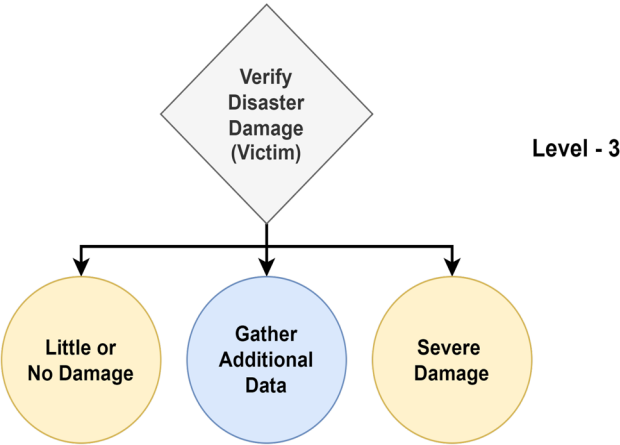 Verify
Disaster
Damage
(Victim)
Level - 3
Little or
No Damage
Gather
Additional
Data
Severe
Damage